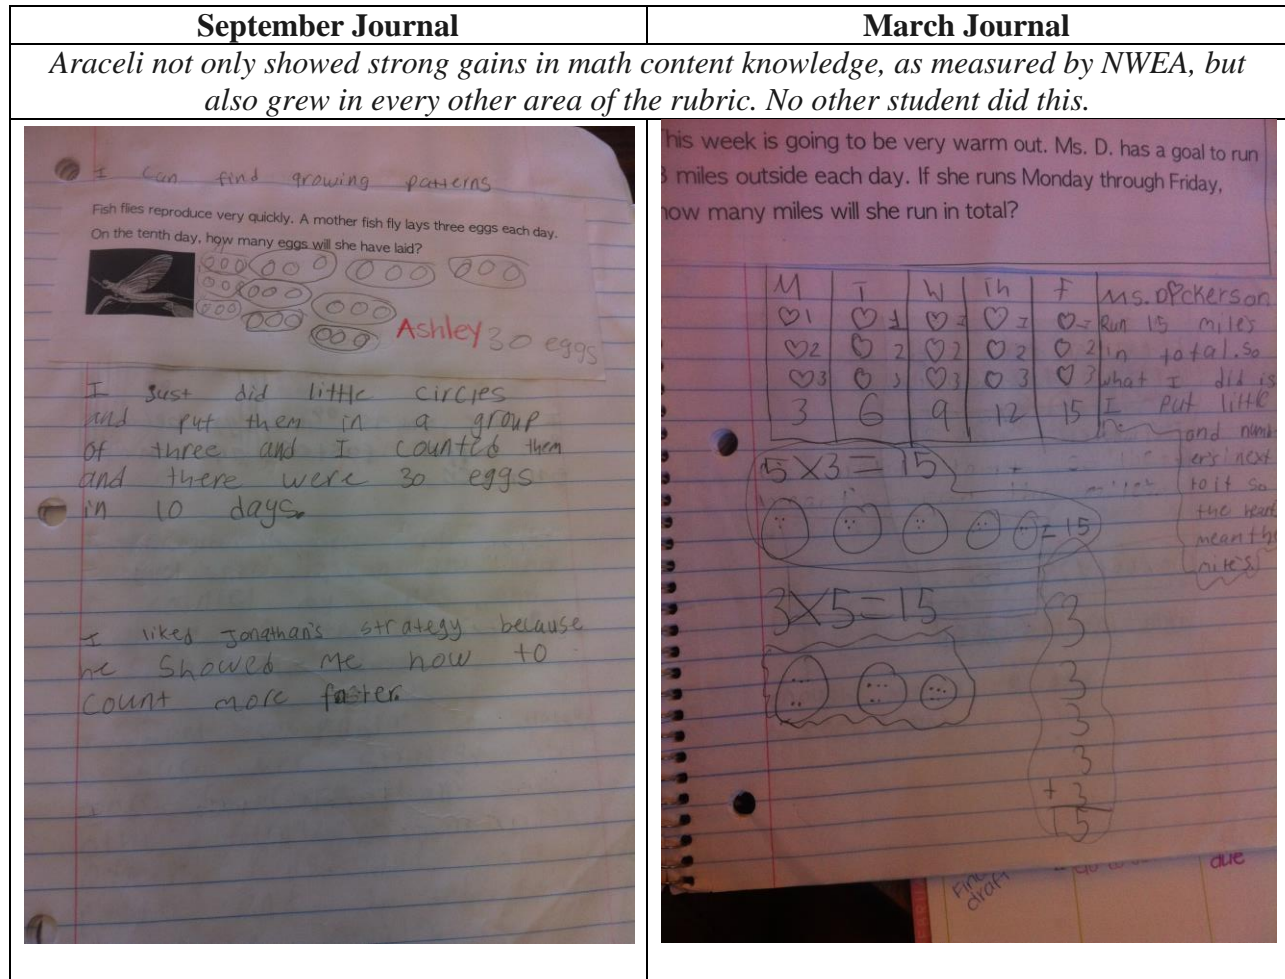 September Journal
March Journal
Araceli not only showed strong gains in math content knowledge, as measured by NWEA, but
also grew in every other area of the rubric. No other student did this.
I can find growing patterns
Fish flies reproduce very quickly. A mother fish fly lays three eggs each day.
On the tenth day, how many eggs will she have laid?
Ashley 30 eggs
I just did little circles
and put them in a group
of three and I counted them
and there were 30 eggs
in 10 days.
I liked Jonathan's strategy because
he showed me how to
count more faster.
his week is going to be very warm out. Ms. D. has a goal to run
3 miles outside each day. If she runs Monday through Friday,
how many miles will she run in total?
M T W Th F
1 1 1 1 1
2 2 2 2 2
3 3 3 3 3
3 6 9 12 15
Ms. Dickerson
Run 15 miles
in total. so
what I did is
I put little
and numb
er's next
to it so
the heart
mean the
mile's
5X3=15
=15
3X5=15
3
3
3
3
+ 3
15
Final
draft
due